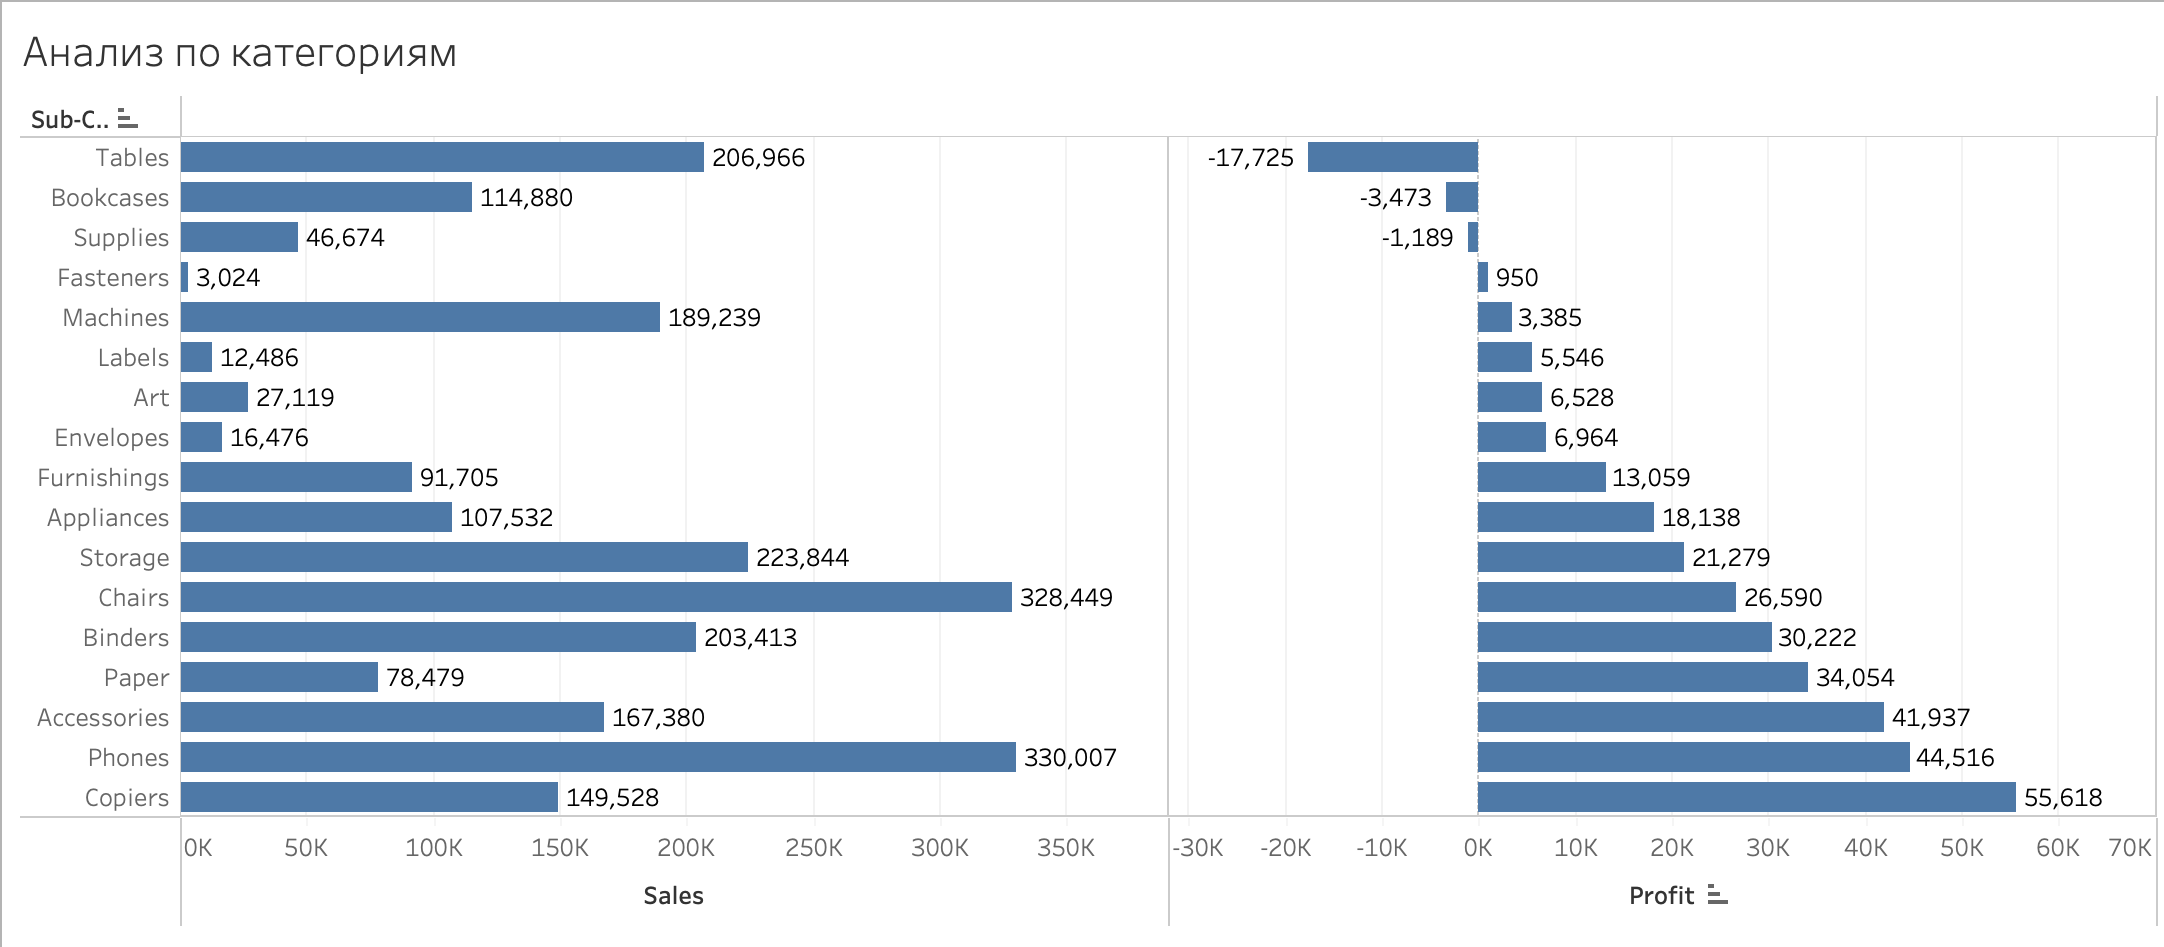 Анализ по категориям
Sub-C..
Tables 206,966 -17,725
Bookcases 114,880 -3,473
Supplies 46,674 -1,189
Fasteners 3,024 950
Machines 189,239 3,385
Labels 12,486 5,546
Art 27,119 6,528
Envelopes 16,476 6,964
Furnishings 91,705 13,059
Appliances 107,532 18,138
Storage 223,844 21,279
Chairs 328,449 26,590
Binders 203,413 30,222
Paper 78,479 34,054
Accessories 167,380 41,937
Phones 330,007 44,516
Copiers 149,528 55,618
0K 50K 100K 150K 200K 250K 300K 350K -30K -20K -10K 0K 10K 20K 30K 40K 50K 60K 70K
Sales Profit